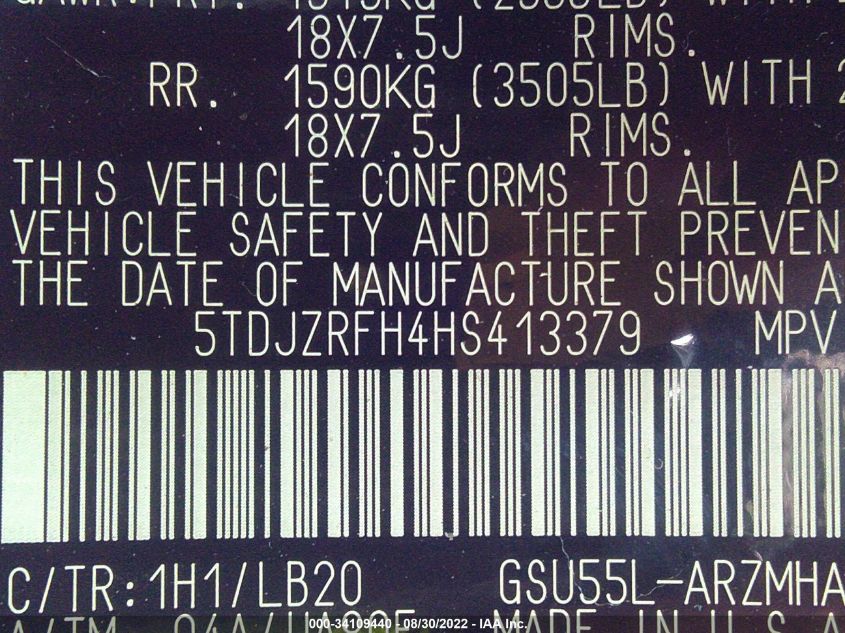 18X7.5J RIMS.
RR. 1590KG (3505LB) WITH
18X7.5J RIMS.
THIS VEHICLE CONFORMS TO ALL AP
VEHICLE SAFETY AND THEFT PREVEN
THE DATE OF MANUFACTURE SHOWN A
5TDJZRFH4HS413379 MPV
C/TR:1H1/LB20 GSU55L-ARZMHA
MADE IN U.S.A
000-34109440 - 08/30/2022 - IAA Inc.